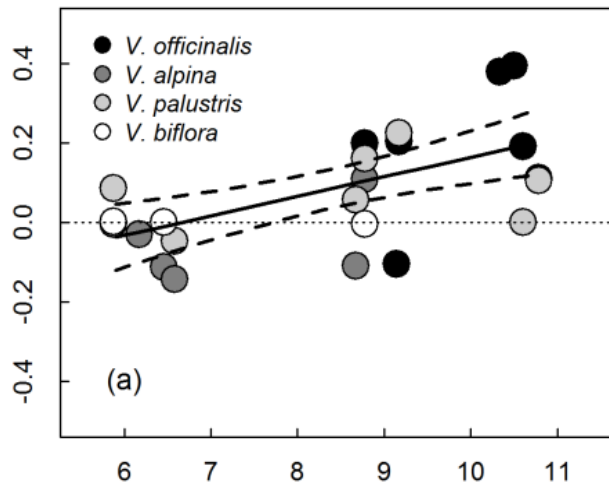 V. officinalis
V. alpina
V. palustris
V. biflora
0.4
0.2
0.0
-0.2
-0.4
(a)
6 7 8 9 10 11